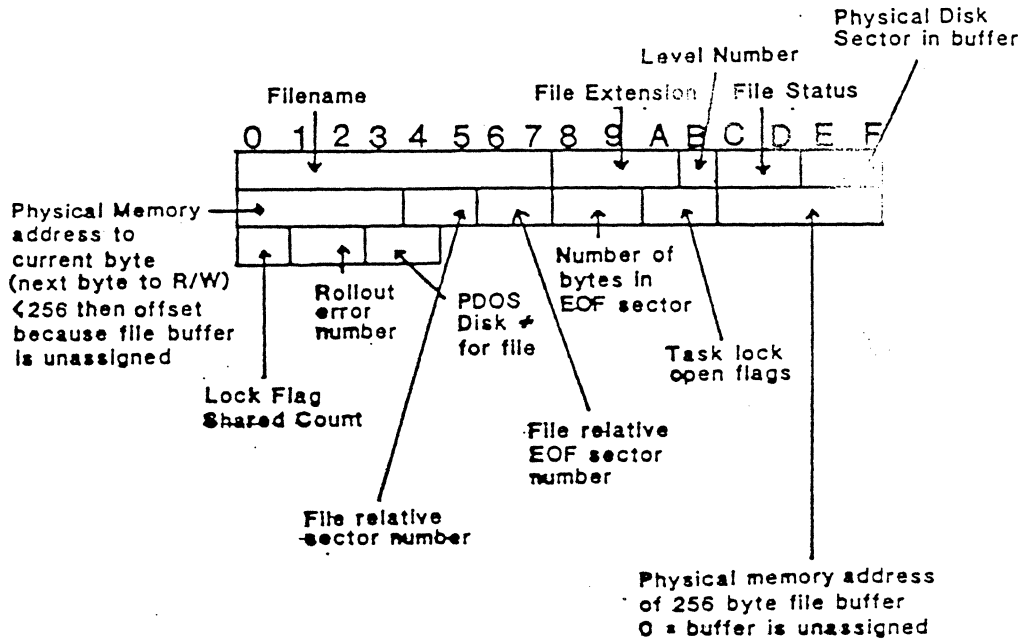 Physical Disk
Sector in buffer
Level Number
Filename
File Extension
File Status
0 1 2 3 4 5 6 7 8 9 A B C D E F
Physical Memory
address to
current byte
(next byte to R/W)
<256 then offset
because file buffer
is unassigned
Rollout
error
number
PDOS
Disk #
for file
Number of
bytes in
EOF sector
Task lock
open flags
Lock Flag
Shared Count
File relative
EOF sector
number
File relative
sector number
Physical memory address
of 256 byte file buffer
0 = buffer is unassigned